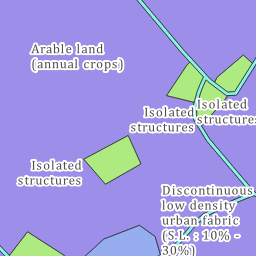 Arable land
(annual crops)
Isolated
structures
Isolated
structures
Isolated
structures
Discontinuous
low density
urban fabric
(S.L. : 10% -
30%)